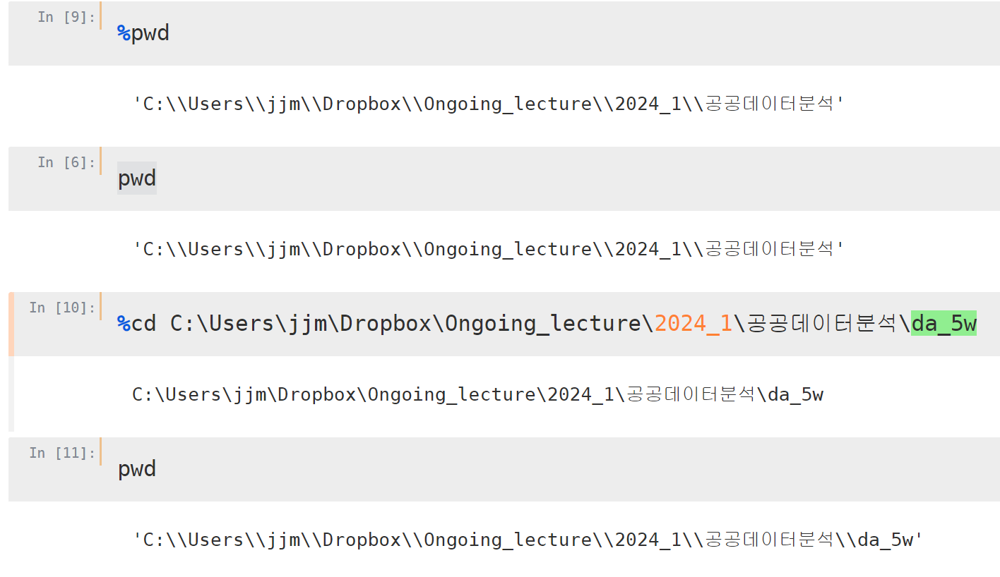 In [9]:
%pwd
'C:\\Users\\jjm\\Dropbox\\Ongoing_lecture\\2024_1\\공공데이터분석'
In [6]:
pwd
'C:\\Users\\jjm\\Dropbox\\Ongoing_lecture\\2024_1\\공공데이터분석'
In [10]:
%cd C:\Users\jjm\Dropbox\Ongoing_lecture\2024_1\공공데이터분석\da_5w
C:\Users\jjm\Dropbox\Ongoing_lecture\2024_1\공공데이터분석\da_5w
In [11]:
pwd
'C:\\Users\\jjm\\Dropbox\\Ongoing_lecture\\2024_1\\공공데이터분석\\da_5w'